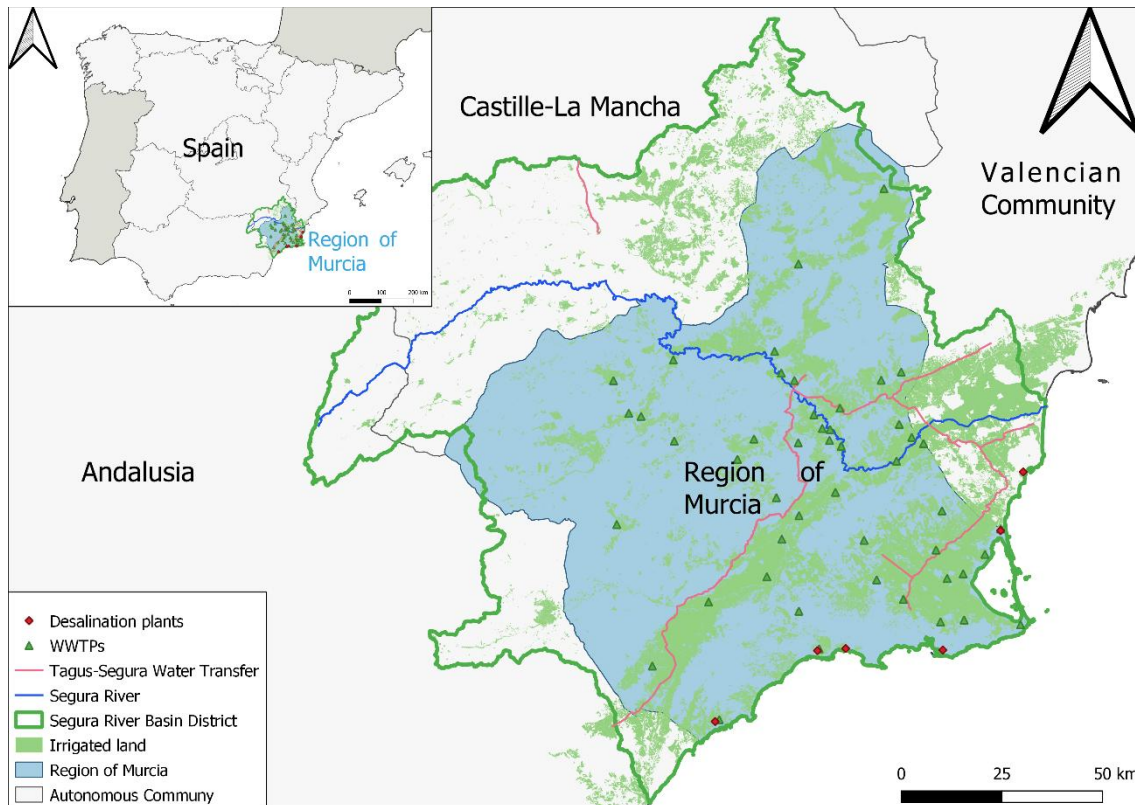 Spain
Region of
Murcia
0 100 200 km
Castille-La Mancha
Valencian
Community
Andalusia
Region of
Murcia
Desalination plants
WWTPs
Tagus-Segura Water Transfer
Segura River
Segura River Basin District
Irrigated land
Region of Murcia
Autonomous Communy
0 25 50 km